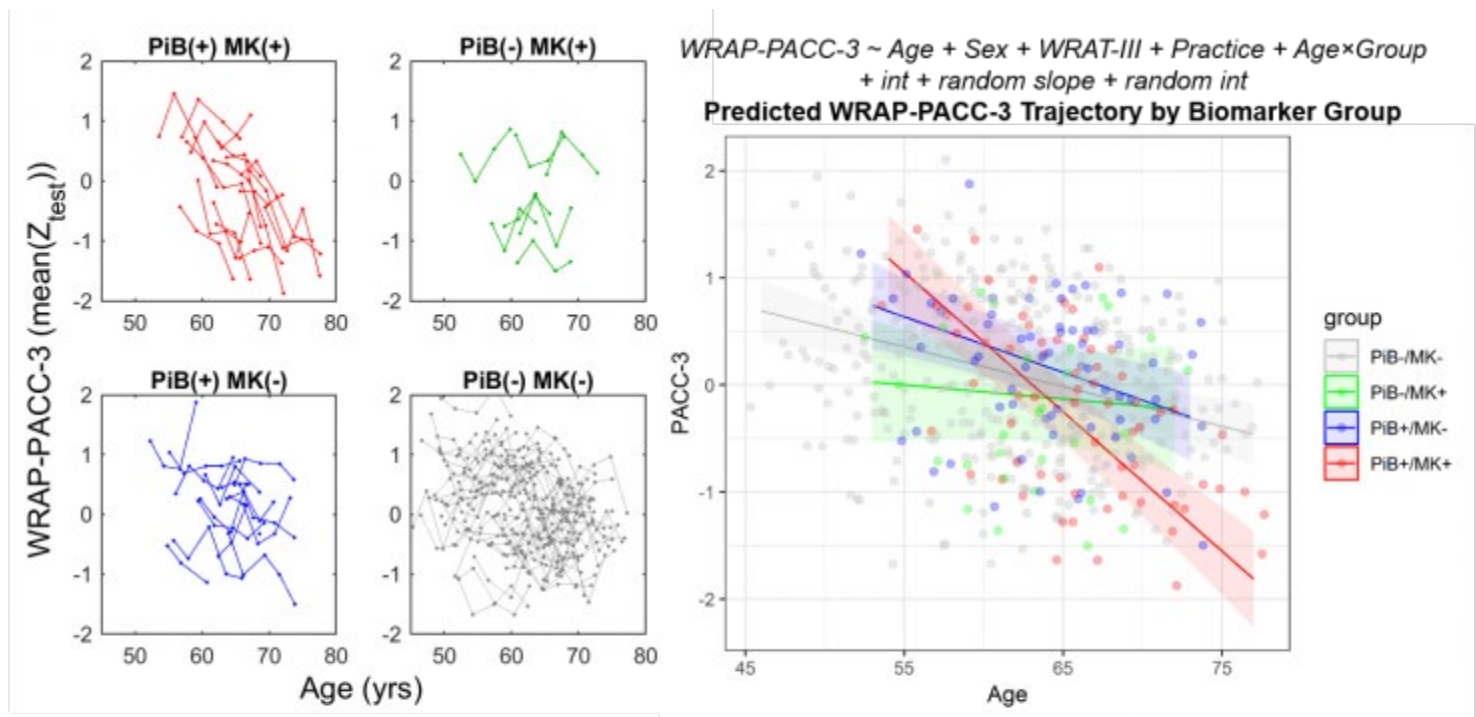 PiB(+) MK(+)
PiB(-) MK(+)
2
1
0
-1
-2
50 60 70 80
2
1
0
-1
-2
50 60 70 80
PiB(+) MK(-)
PiB(-) MK(-)
2
1
0
-1
-2
50 60 70 80
2
1
0
-1
-2
50 60 70 80
WRAP-PACC-3 (mean(Z_test))
Age (yrs)
WRAP-PACC-3 ~ Age + Sex + WRAT-III + Practice + Age×Group
+ int + random slope + random int
Predicted WRAP-PACC-3 Trajectory by Biomarker Group
PACC-3
2
1
0
-1
-2
45 55 65 75
Age
group
PiB-/MK-
PiB-/MK+
PiB+/MK-
PiB+/MK+